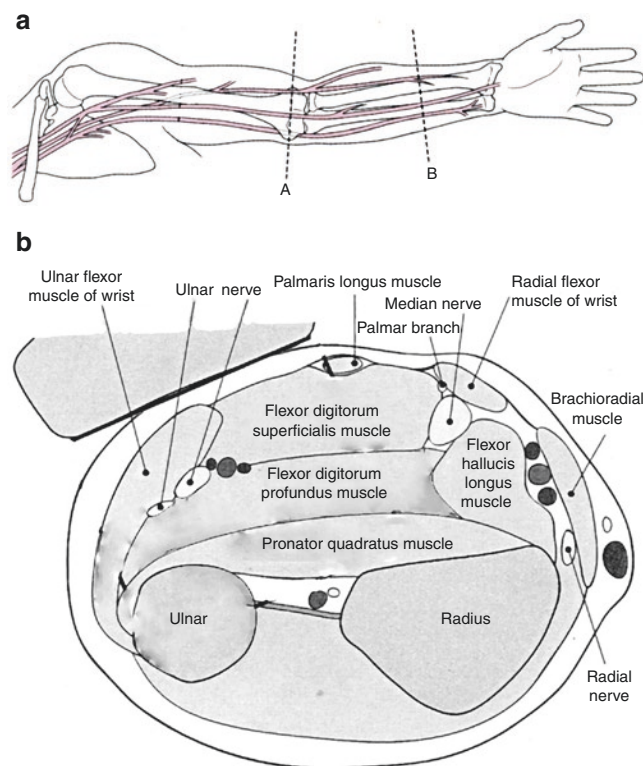 a
A
B
b
Ulnar flexor
muscle of wrist
Ulnar nerve
Palmaris longus muscle
Median nerve
Palmar branch
Radial flexor
muscle of wrist
Brachioradial
muscle
Flexor digitorum
superficialis muscle
Flexor
hallucis
longus
muscle
Flexor digitorum
profundus muscle
Pronator quadratus muscle
Ulnar
Radius
Radial
nerve